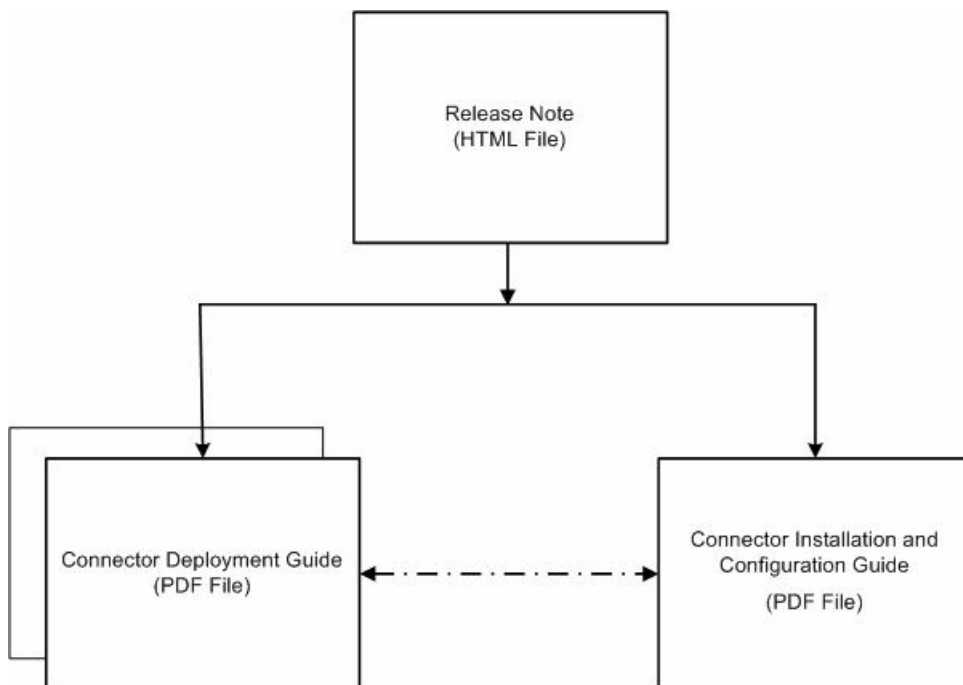 Release Note
(HTML File)
Connector Deployment Guide
(PDF File)
Connector Installation and
Configuration Guide
(PDF File)